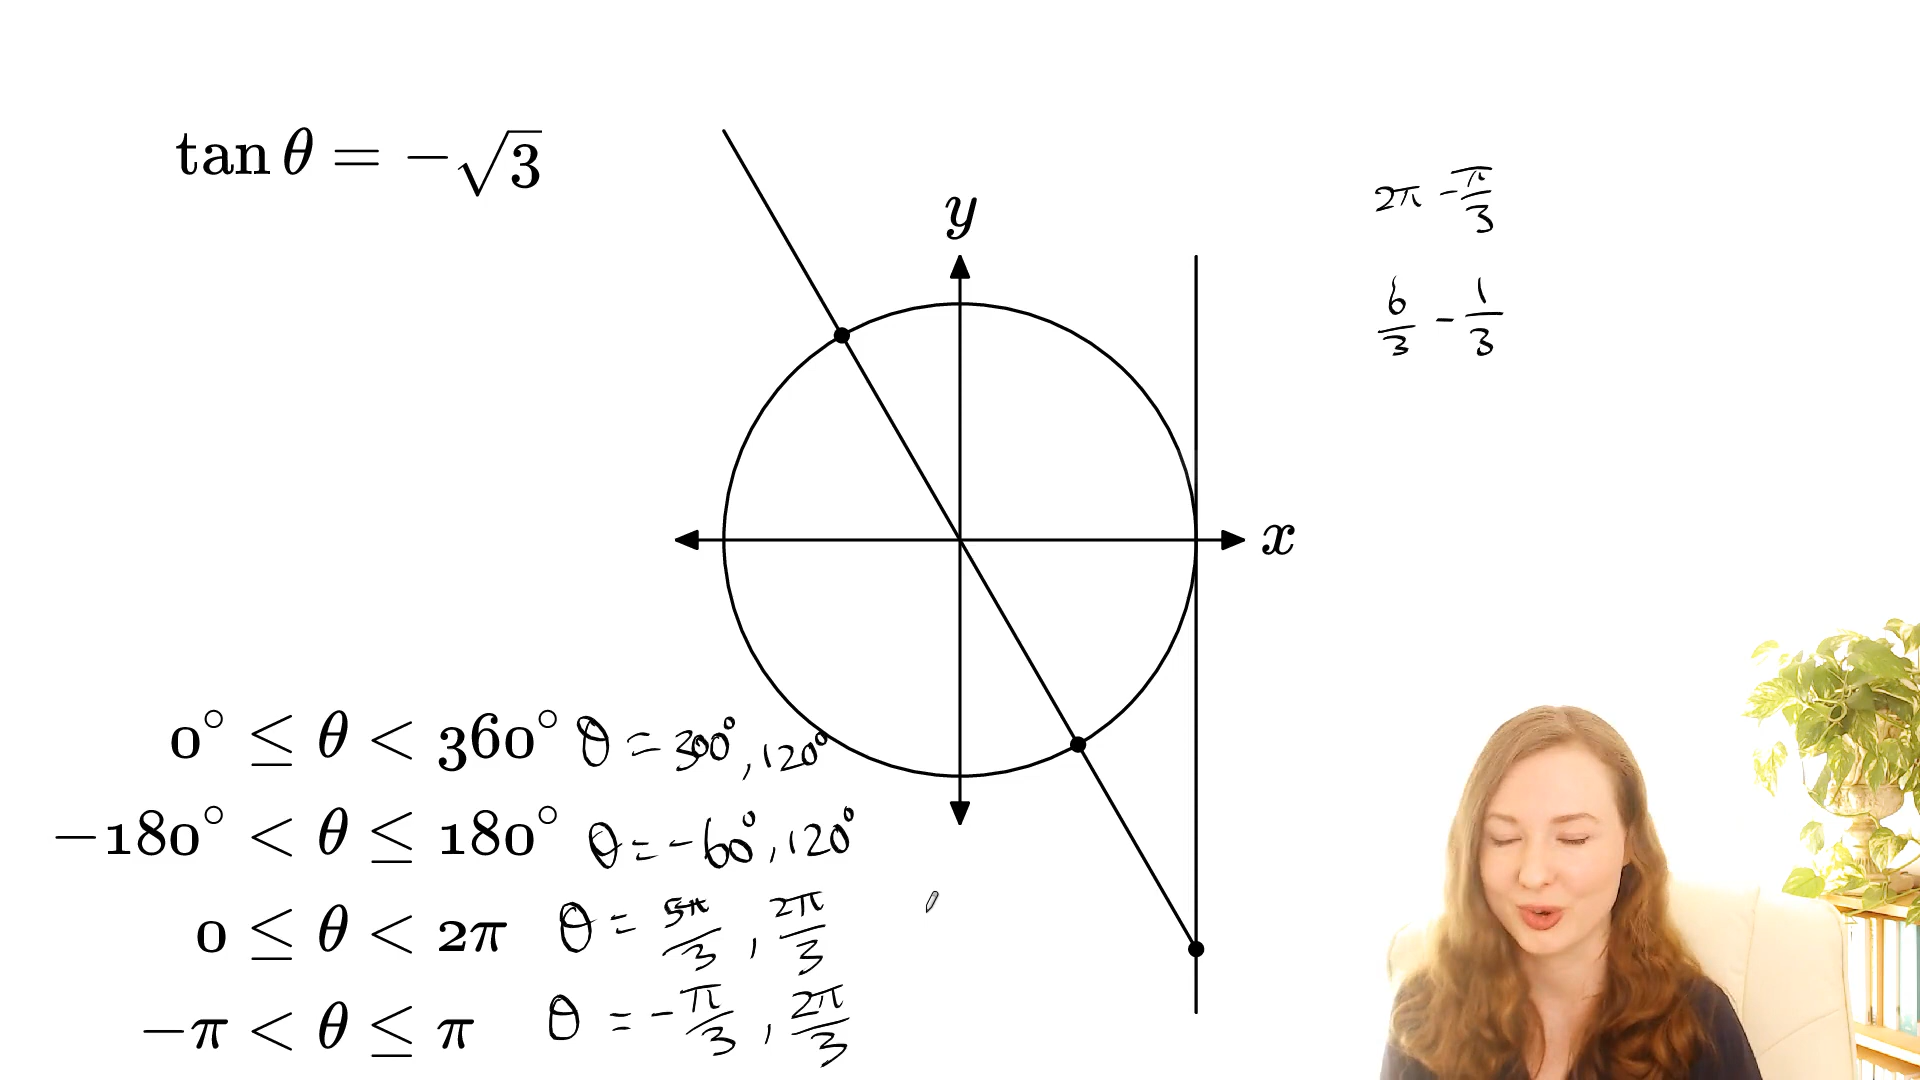 tan θ = −√3
y
2π − π/3
6/3 − 1/3
x
0° ≤ θ < 360° θ = 300°, 120°
−180° < θ ≤ 180° θ = −60°, 120°
0 ≤ θ < 2π θ = 5π/3, 2π/3
−π < θ ≤ π θ = −π/3, 2π/3